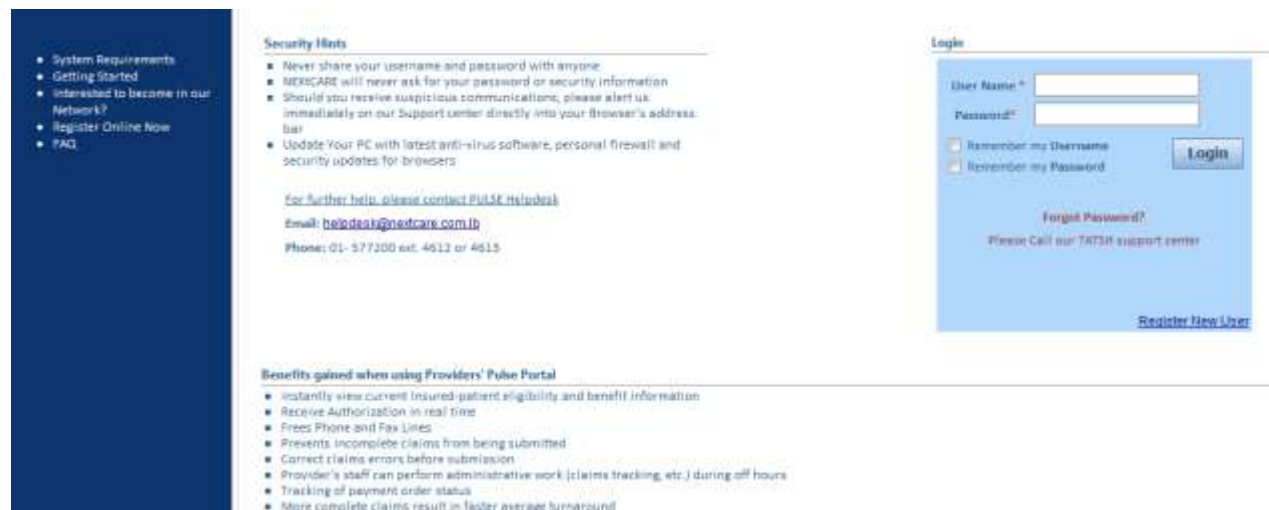 System Requirements
Getting Started
Interested to become in our
Network?
Register Online Now
FAQ
Security Hints
Never share your username and password with anyone
NEXtCARE will never ask for your password or security information
Should you receive suspicious communications, please alert us
immediately on our Support center directly into your Browser's address
bar
Update Your PC with latest anti-virus software, personal firewall and
security updates for browsers
For further help, please contact PULSE Helpdesk
Email: helpdesk@nextcare.com.lb
Phone: 01- 577200 ext. 4612 or 4615
Login
User Name *
Password*
Remember my Username
Remember my Password
Login
Forgot Password?
Please Call our TATSH support center
Register New User
Benefits gained when using Providers' Pulse Portal
Instantly view current insured-patient eligibility and benefit information
Receive Authorization in real time
Frees Phone and Fax Lines
Prevents incomplete claims from being submitted
Correct claims errors before submission
Provider's staff can perform administrative work (claims tracking, etc.) during off hours
Tracking of payment order status
More complete claims result in faster average turnaround